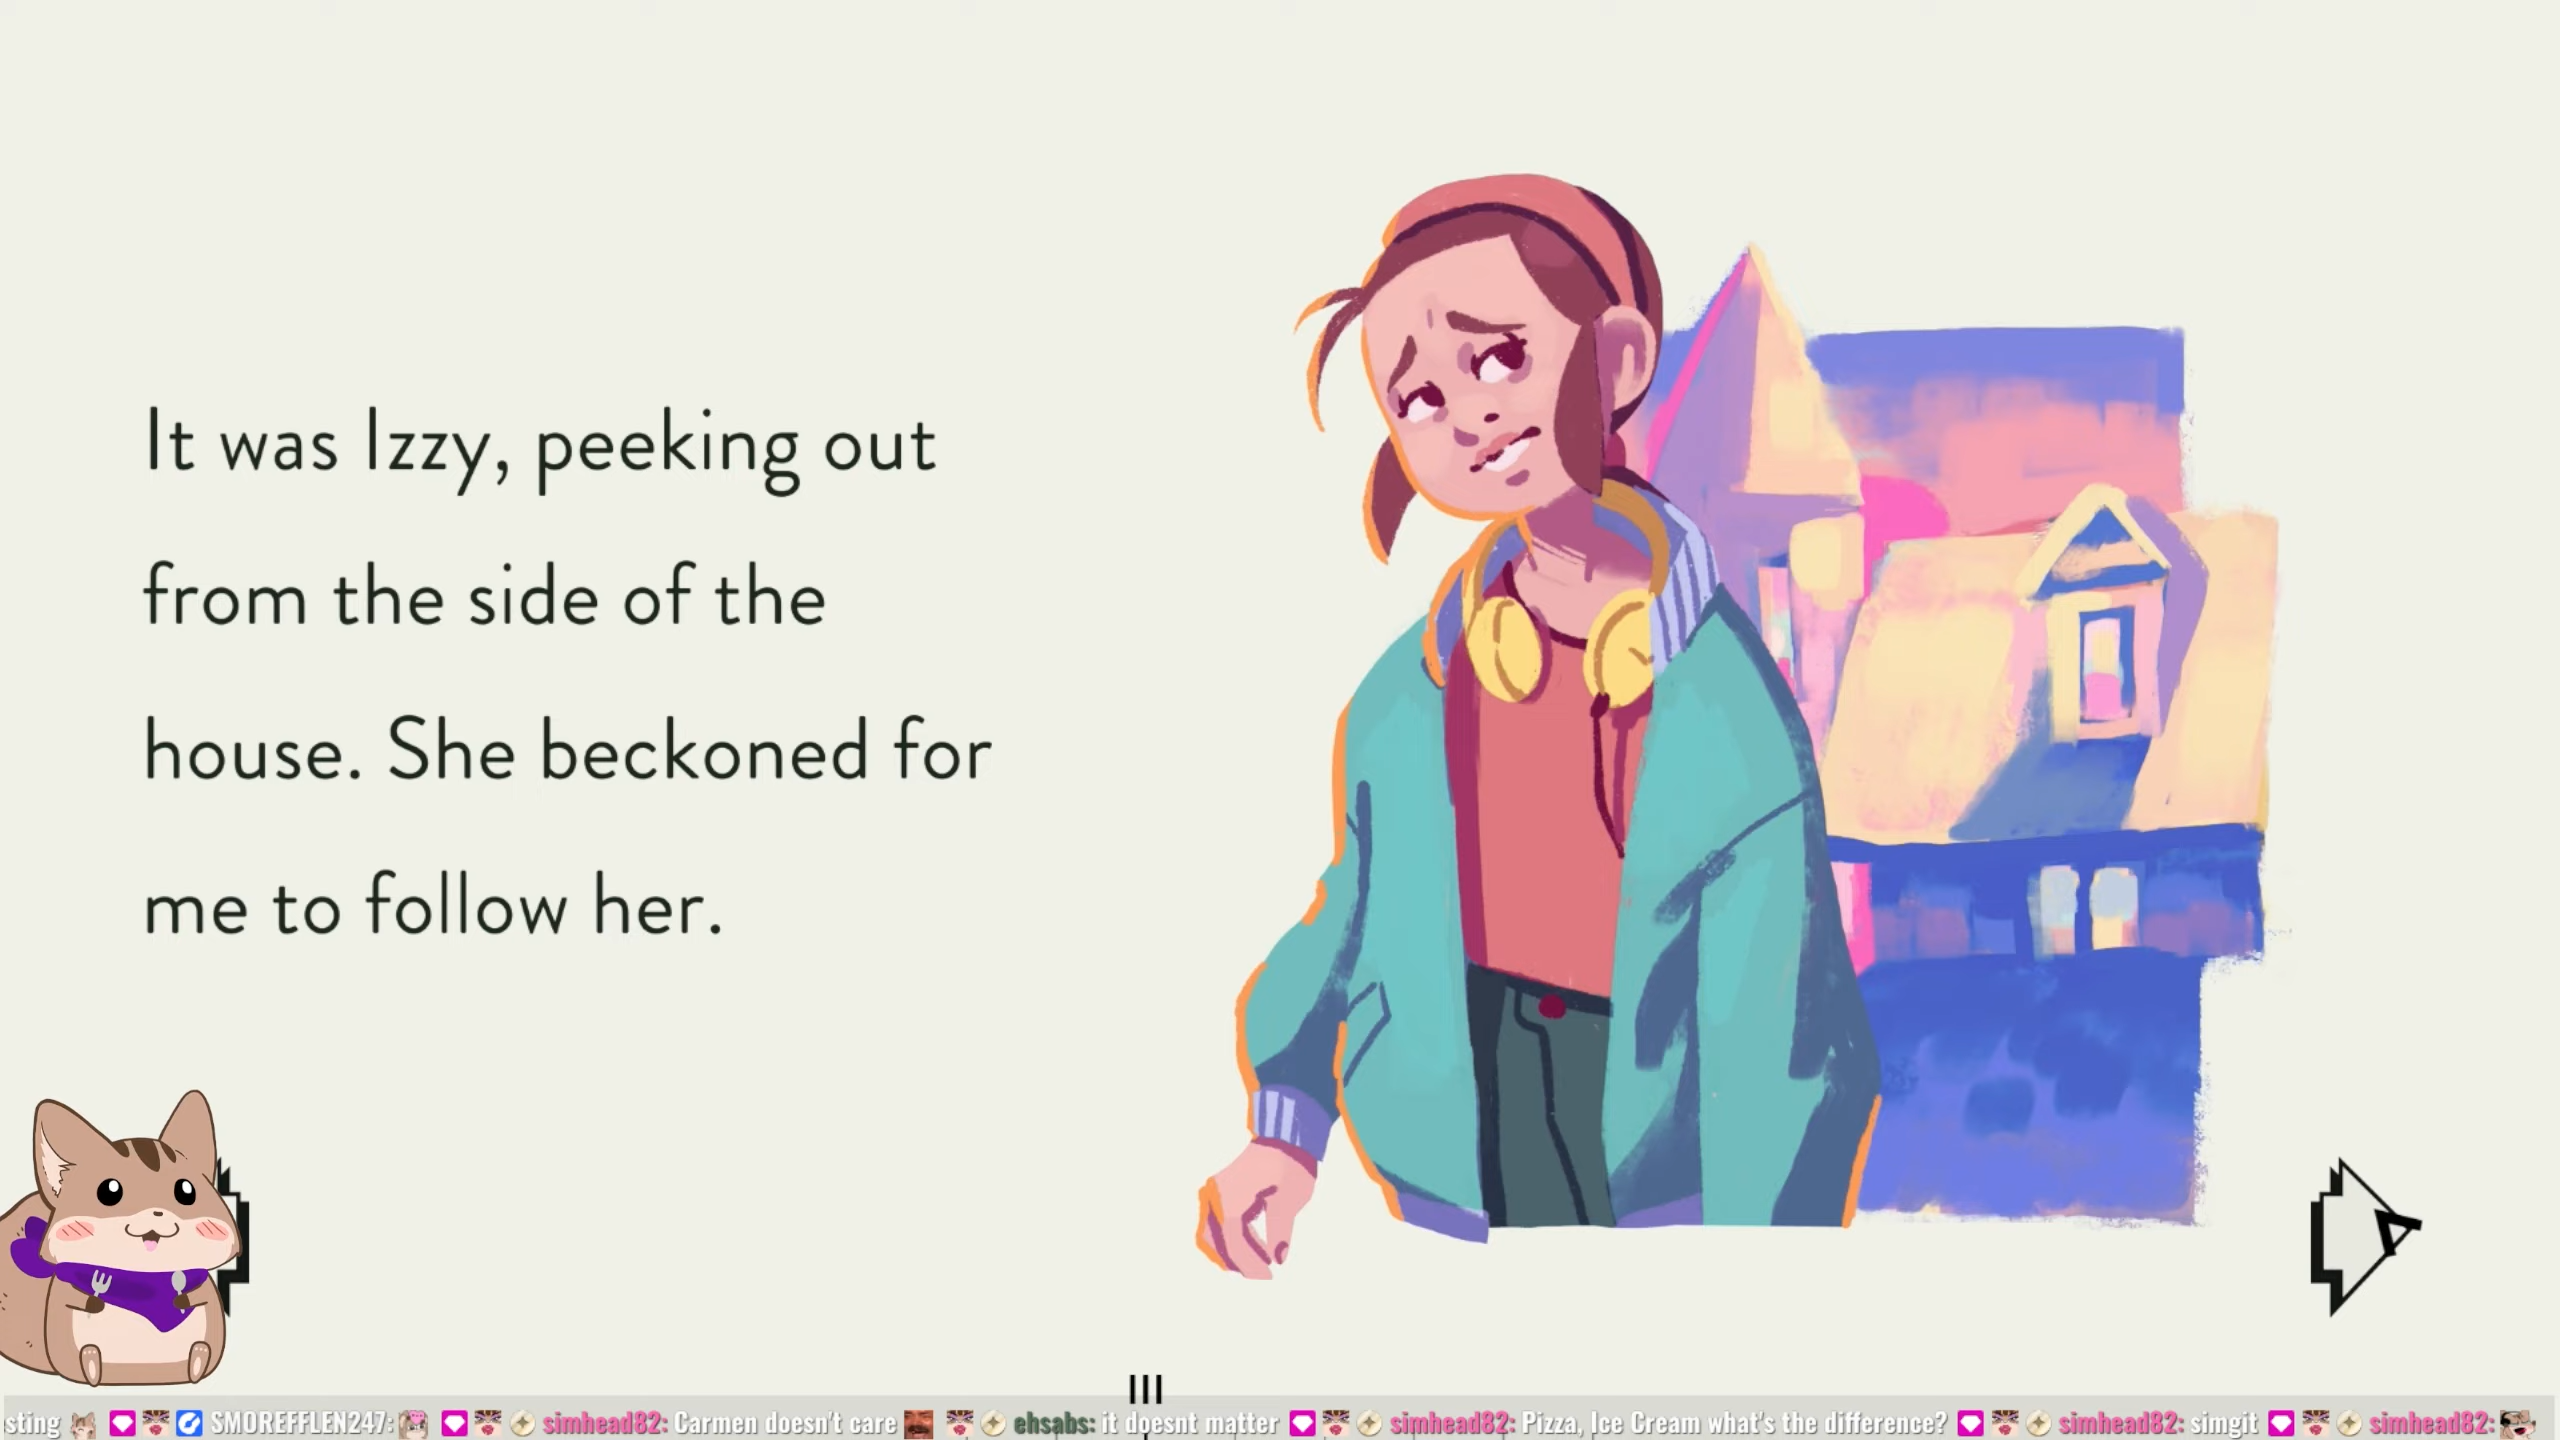 It was Izzy, peeking out
from the side of the
house. She beckoned for
me to follow her.
A
sting SMOREFFLEN247: simhead82: Carmen doesn't care ehsabs: it doesnt matter simhead82: Pizza, Ice Cream what's the difference? simhead82: simgit simhead82: